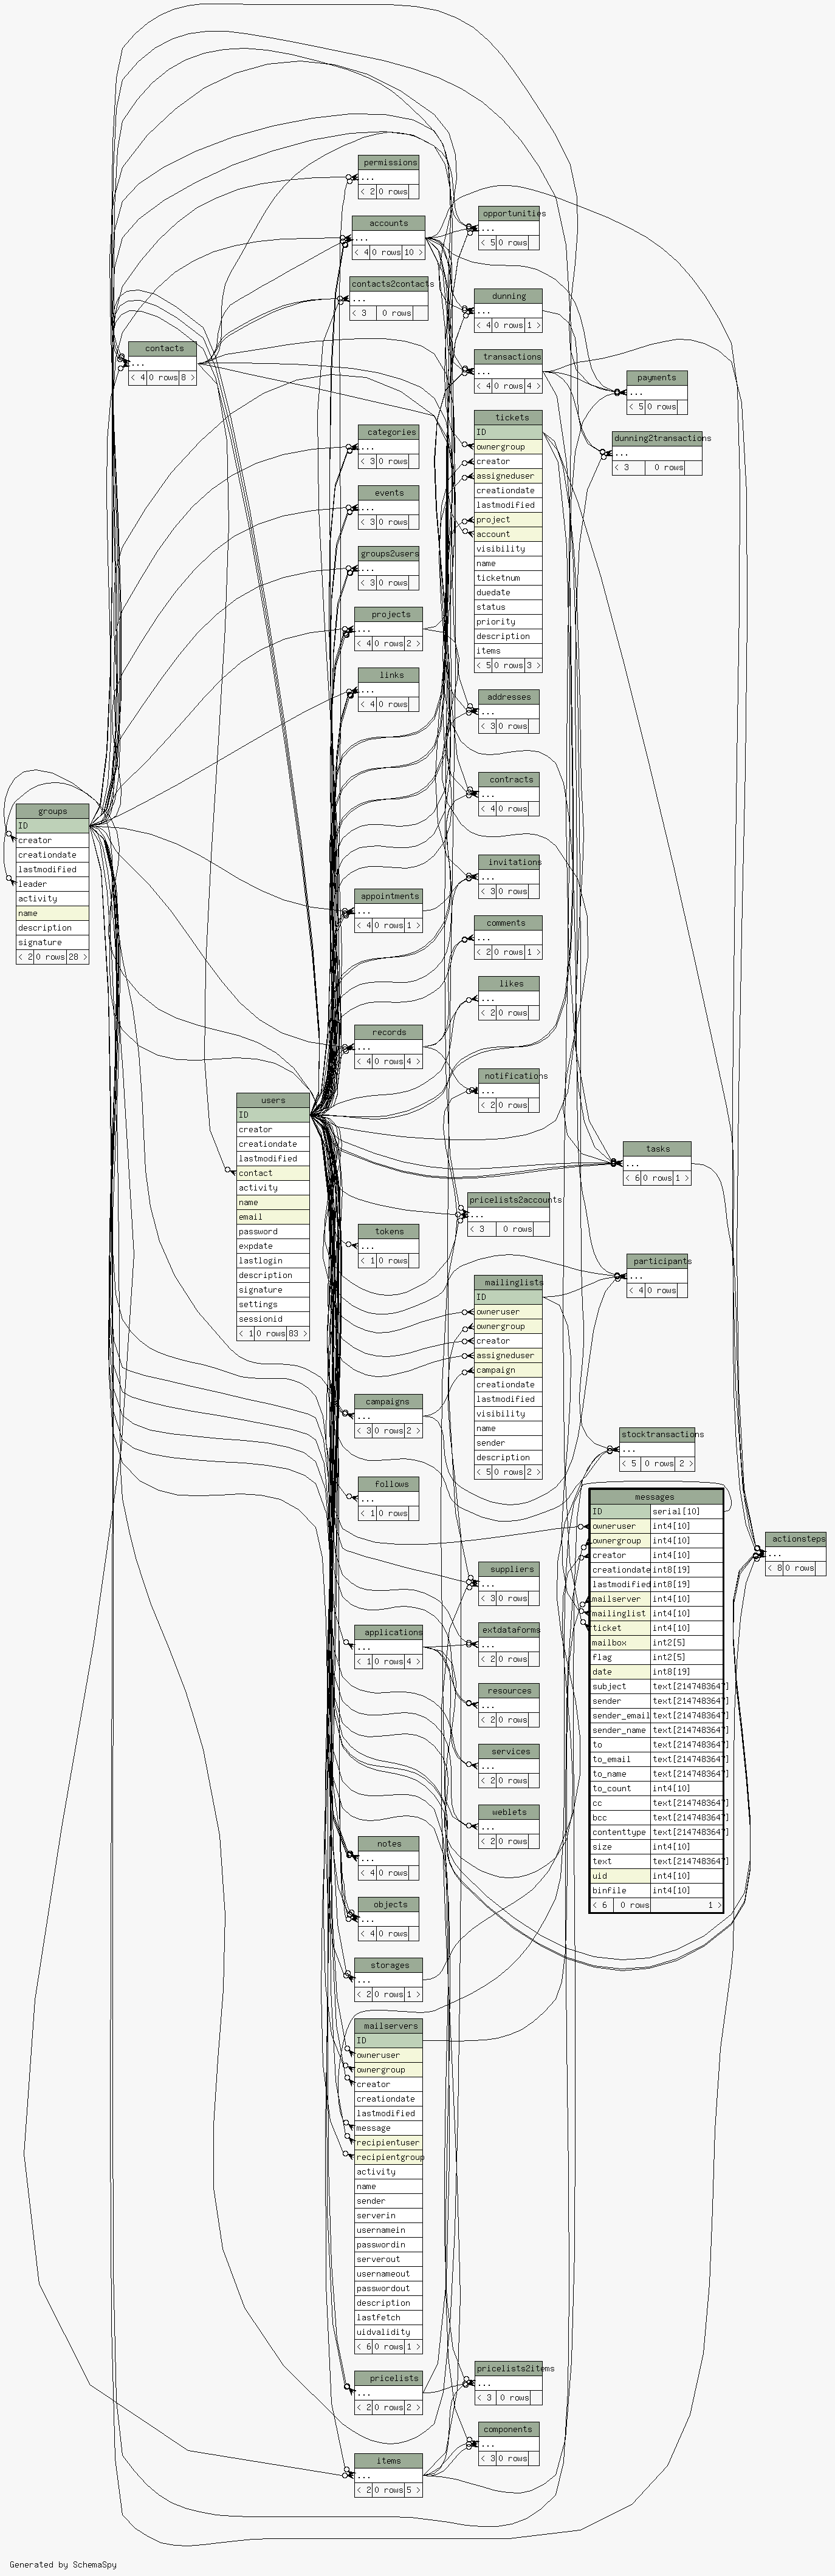 permissions
...
< 2 0 rows
accounts
...
< 4 0 rows 10 >
opportunities
...
< 5 0 rows
contacts2contacts
...
< 3 0 rows
dunning
...
< 4 0 rows 1 >
contacts
...
< 4 0 rows 8 >
transactions
...
< 4 0 rows 4 >
payments
...
< 5 0 rows
dunning2transactions
...
< 3 0 rows
tickets
ID
ownergroup
creator
assigneduser
creationdate
lastmodified
project
account
visibility
name
ticketnum
duedate
status
priority
description
items
< 5 0 rows 3 >
categories
...
< 3 0 rows
events
...
< 3 0 rows
groups2users
...
< 3 0 rows
projects
...
< 4 0 rows 2 >
links
...
< 4 0 rows
addresses
...
< 3 0 rows
contracts
...
< 4 0 rows
groups
ID
creator
creationdate
lastmodified
leader
activity
name
description
signature
< 2 0 rows 28 >
invitations
...
< 3 0 rows
appointments
...
< 4 0 rows 1 >
comments
...
< 2 0 rows 1 >
likes
...
< 2 0 rows
records
...
< 4 0 rows 4 >
notifications
...
< 2 0 rows
users
ID
creator
creationdate
lastmodified
contact
activity
name
email
password
expdate
lastlogin
description
signature
settings
sessionid
< 1 0 rows 83 >
tasks
...
< 6 0 rows 1 >
pricelists2accounts
...
< 3 0 rows
tokens
...
< 1 0 rows
participants
...
< 4 0 rows
mailinglists
ID
owneruser
ownergroup
creator
assigneduser
campaign
creationdate
lastmodified
visibility
name
sender
description
< 5 0 rows 2 >
campaigns
...
< 3 0 rows 2 >
stocktransactions
...
< 5 0 rows 2 >
follows
...
< 1 0 rows
messages
ID serial[10]
owneruser int4[10]
ownergroup int4[10]
creator int4[10]
creationdate int8[19]
lastmodified int8[19]
mailserver int4[10]
mailinglist int4[10]
ticket int4[10]
mailbox int2[5]
flag int2[5]
date int8[19]
subject text[2147483647]
sender text[2147483647]
sender_email text[2147483647]
sender_name text[2147483647]
to text[2147483647]
to_email text[2147483647]
to_name text[2147483647]
to_count int4[10]
cc text[2147483647]
bcc text[2147483647]
contenttype text[2147483647]
size int4[10]
text text[2147483647]
uid int4[10]
binfile int4[10]
< 6 0 rows 1 >
actionsteps
...
< 8 0 rows
suppliers
...
< 3 0 rows
applications
...
< 1 0 rows 4 >
extdataforms
...
< 2 0 rows
resources
...
< 2 0 rows
services
...
< 2 0 rows
weblets
...
< 2 0 rows
notes
...
< 4 0 rows
objects
...
< 4 0 rows
storages
...
< 2 0 rows 1 >
mailservers
ID
owneruser
ownergroup
creator
creationdate
lastmodified
message
recipientuser
recipientgroup
activity
name
sender
serverin
usernamein
passwordin
serverout
usernameout
passwordout
description
lastfetch
uidvalidity
< 6 0 rows 1 >
pricelists
...
< 2 0 rows 2 >
pricelists2items
...
< 3 0 rows
components
...
< 3 0 rows
items
...
< 2 0 rows 5 >
Generated by SchemaSpy